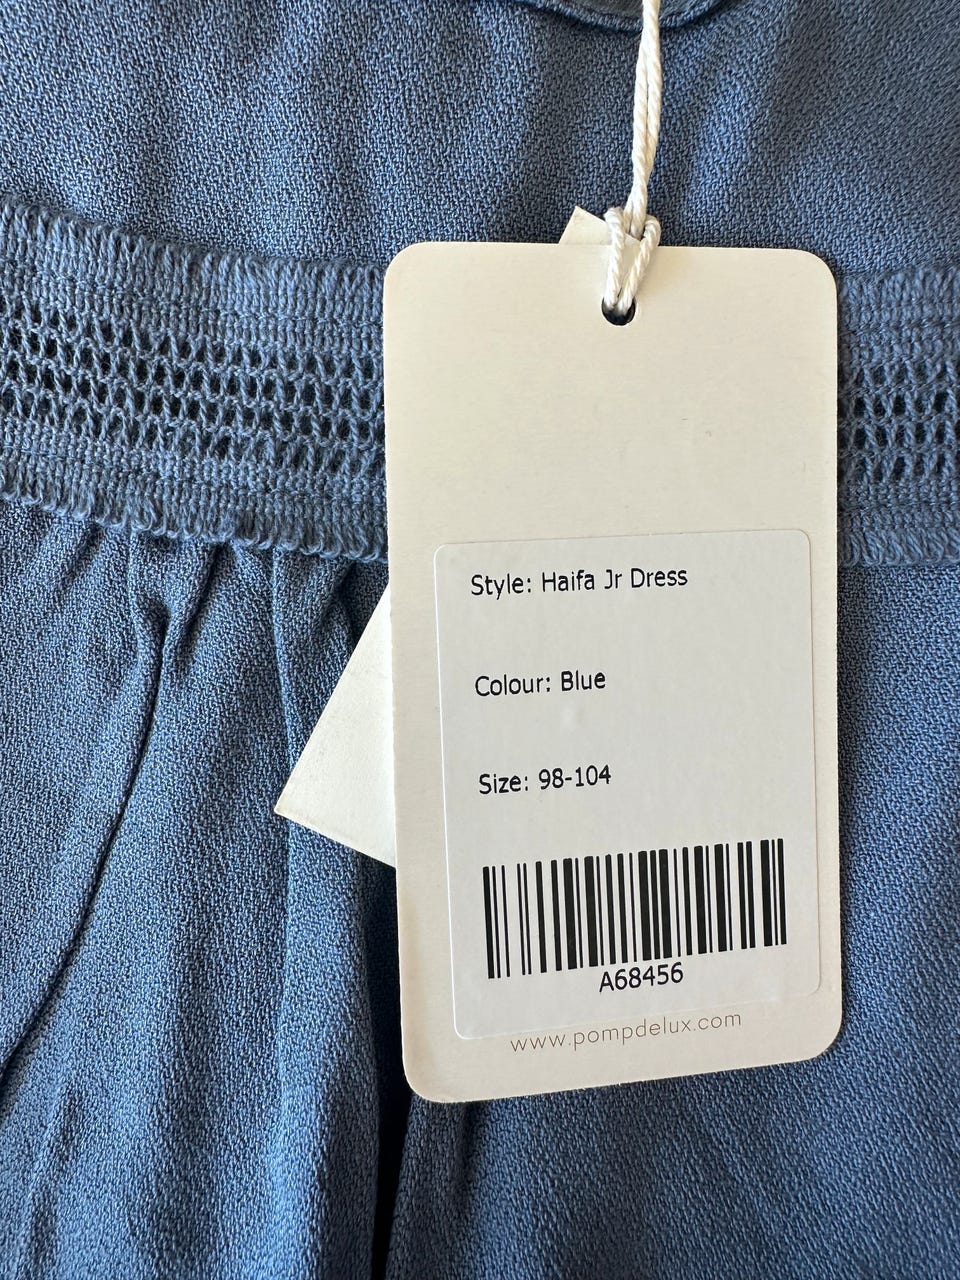 Style: Haifa Jr Dress
Colour: Blue
Size: 98-104
A68456
www.pompdelux.com